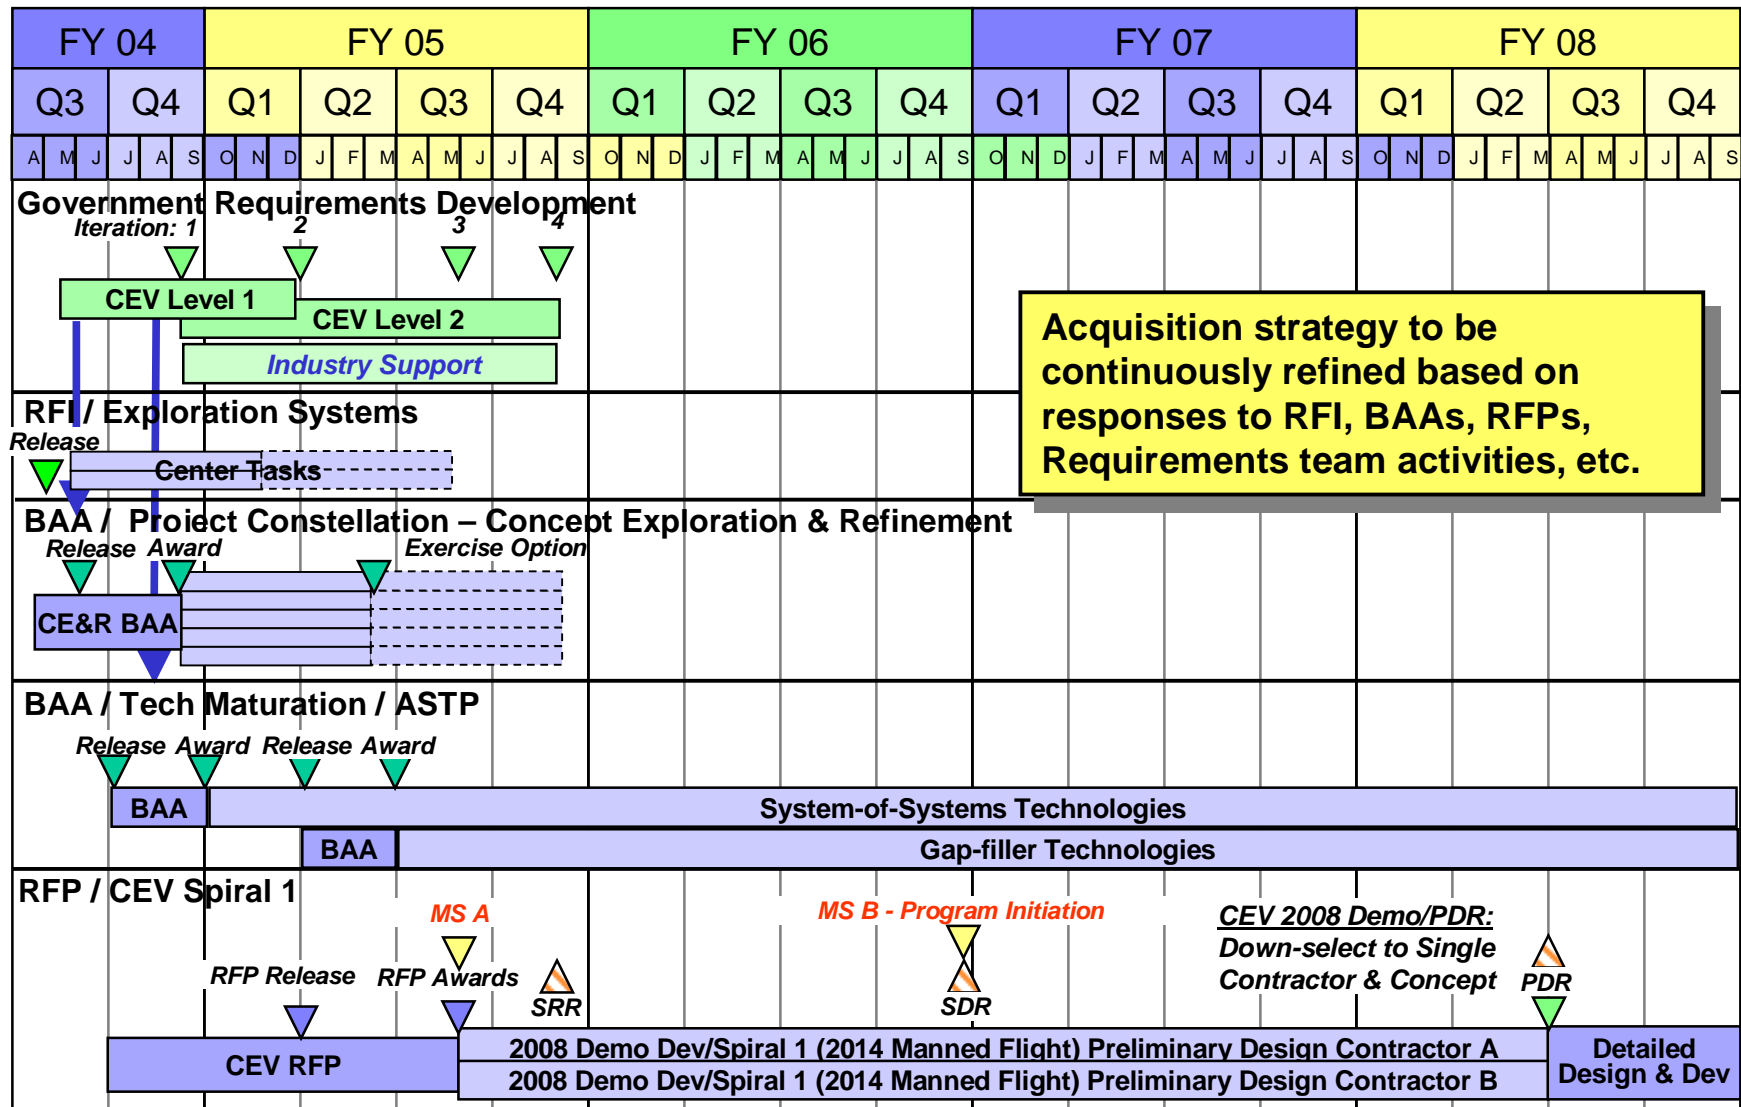 FY 04 FY 05 FY 06 FY 07 FY 08
Q3 Q4 Q1 Q2 Q3 Q4 Q1 Q2 Q3 Q4 Q1 Q2 Q3 Q4 Q1 Q2 Q3 Q4
A M J J A S O N D J F M A M J J A S O N D J F M A M J J A S O N D J F M A M J J A S O N D J F M A M J J A S
Government Requirements Development
Iteration: 1 2 3 4
CEV Level 1
CEV Level 2
Industry Support
Acquisition strategy to be
continuously refined based on
responses to RFI, BAAs, RFPs,
Requirements team activities, etc.
RFI / Exploration Systems
Release
Center Tasks
BAA / Project Constellation – Concept Exploration & Refinement
Release Award Exercise Option
CE&R BAA
BAA / Tech Maturation / ASTP
Release Award Release Award
BAA System-of-Systems Technologies
BAA Gap-filler Technologies
RFP / CEV Spiral 1
MS A
MS B - Program Initiation
CEV 2008 Demo/PDR:
Down-select to Single
Contractor & Concept
RFP Release RFP Awards
SRR
SDR
PDR
CEV RFP
2008 Demo Dev/Spiral 1 (2014 Manned Flight) Preliminary Design Contractor A
2008 Demo Dev/Spiral 1 (2014 Manned Flight) Preliminary Design Contractor B
Detailed
Design & Dev